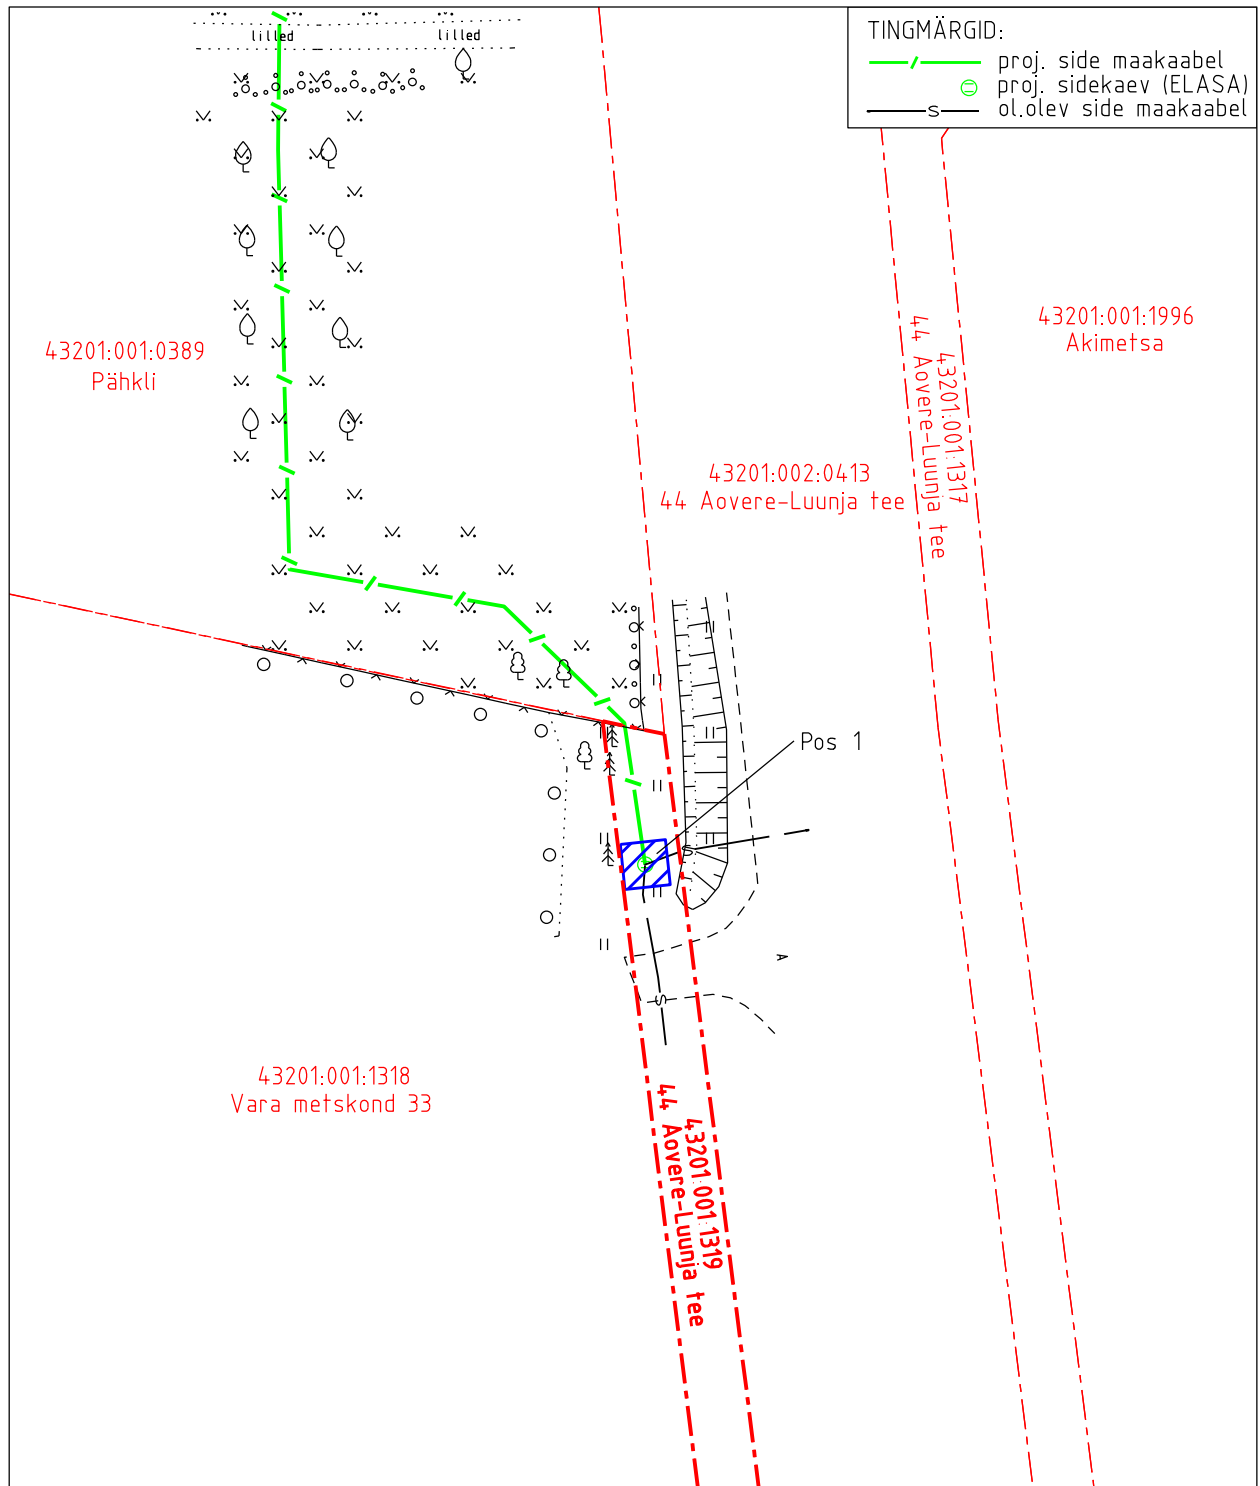 TINGMÄRGID:
proj. side maakaabel
proj. sidekaev (ELASA)
S
ol.olev side maakaabel
lilled
lilled
43201:001:0389
Pähkli
43201:001:1996
Akimetsa
43201:001:1317
44 Aovere-Luunja tee
43201:002:0413
44 Aovere-Luunja tee
Pos 1
S
A
S
43201:001:1318
Vara metskond 33
43201:001:1319
44 Aovere-Luunja tee